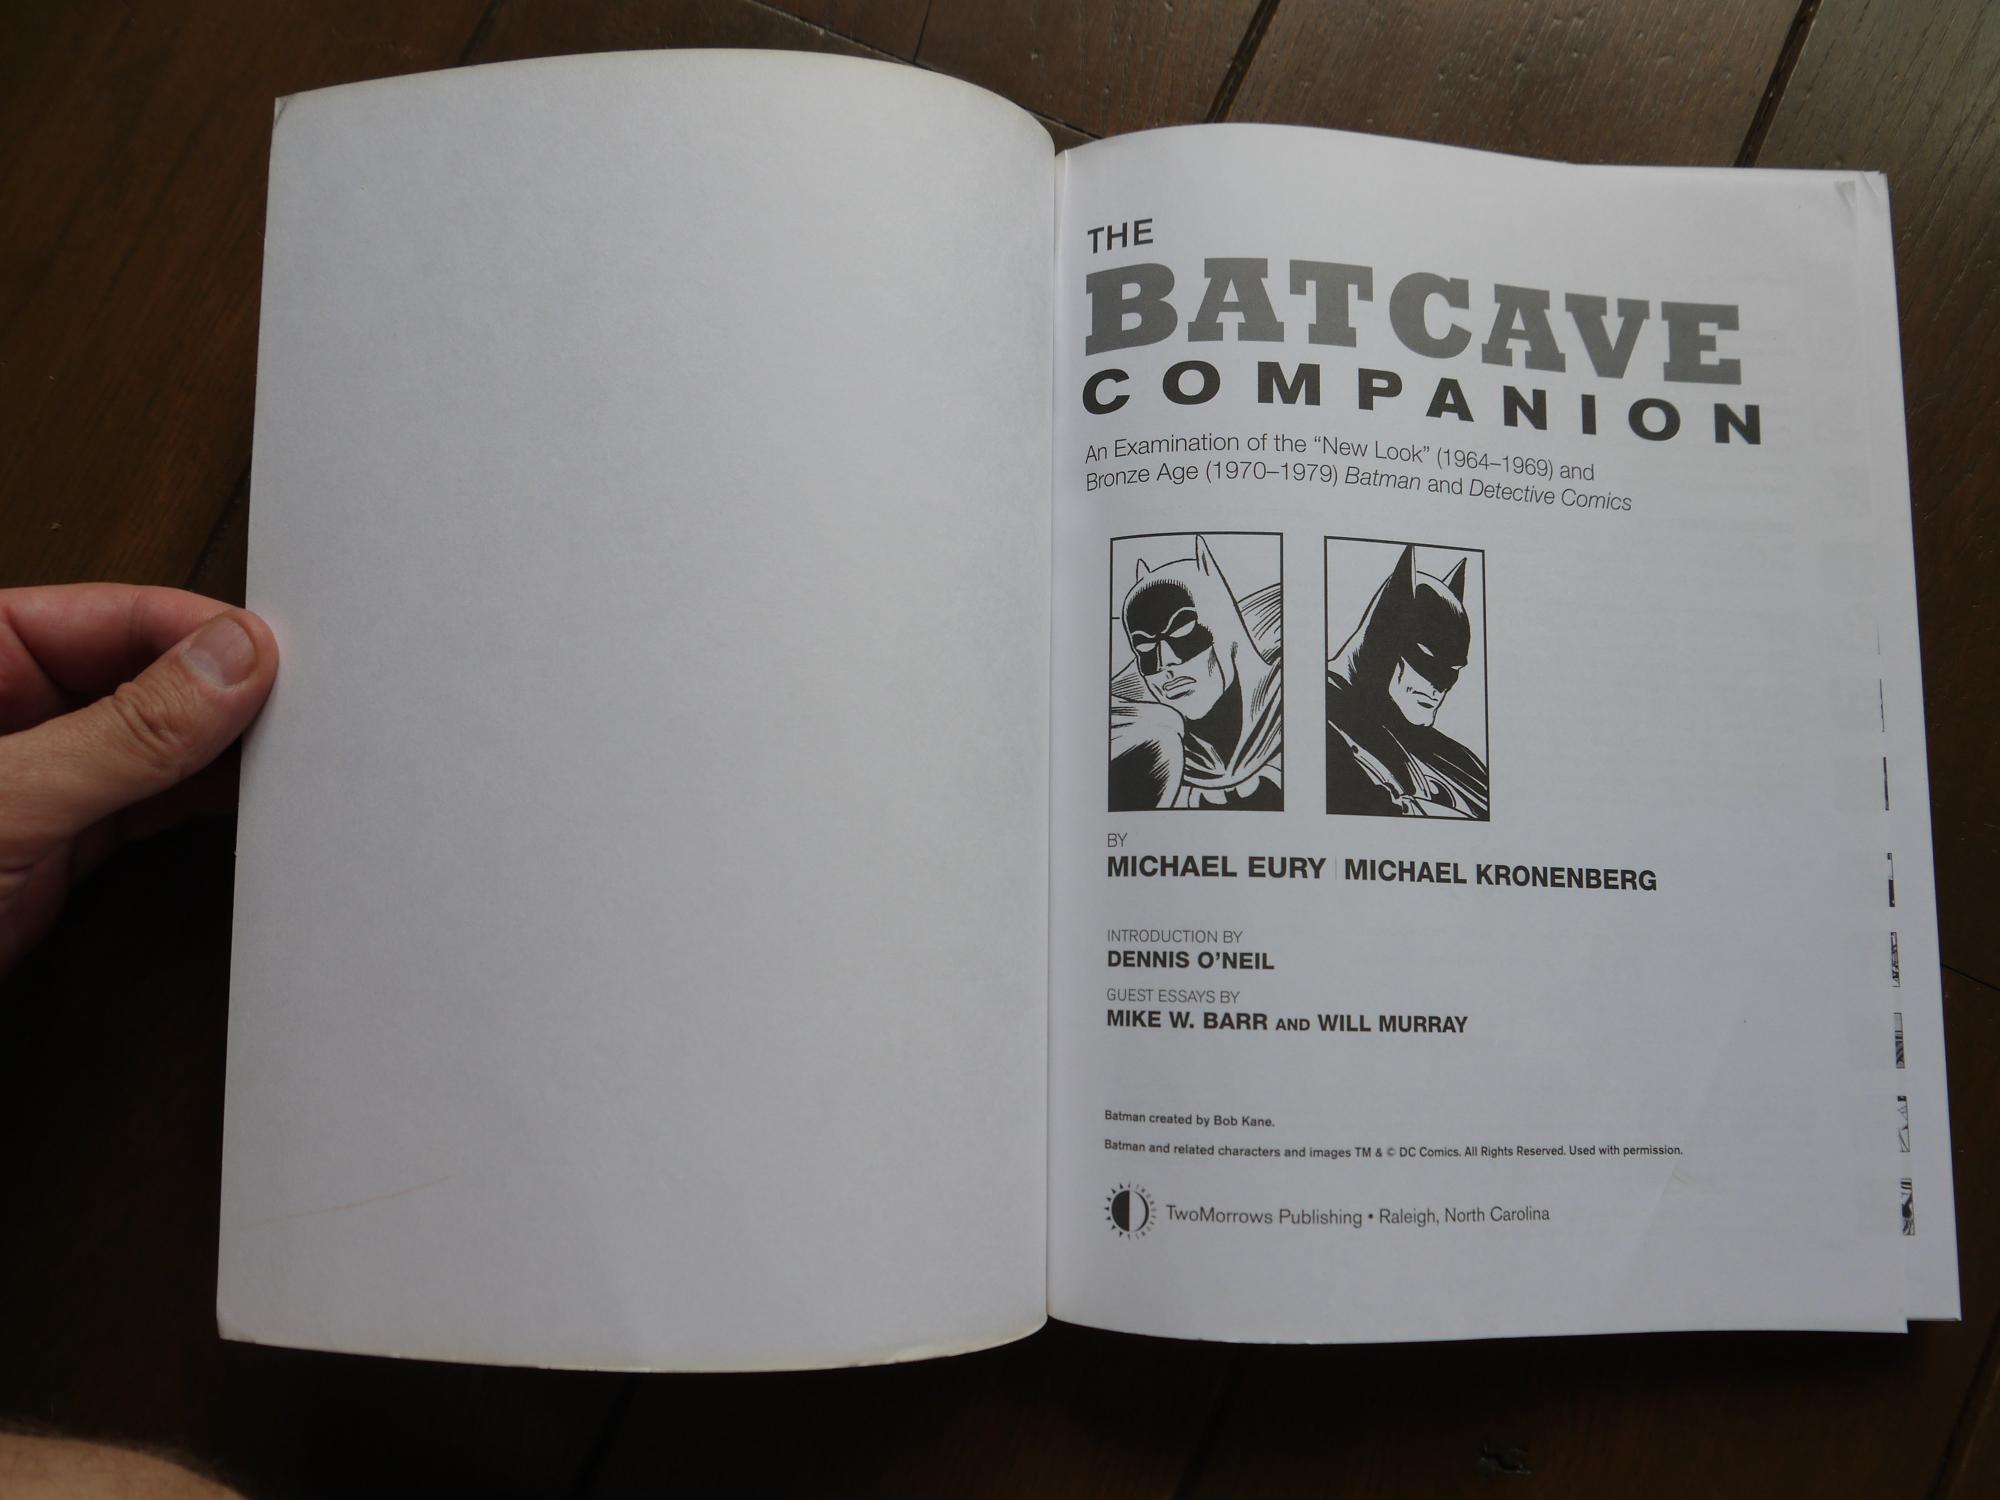 THE
BATCAVE
COMPANION
An Examination of the “New Look” (1964–1969) and
Bronze Age (1970–1979) Batman and Detective Comics
BY
MICHAEL EURY | MICHAEL KRONENBERG
INTRODUCTION BY
DENNIS O’NEIL
GUEST ESSAYS BY
MIKE W. BARR AND WILL MURRAY
Batman created by Bob Kane.
Batman and related characters and images TM & © DC Comics. All Rights Reserved. Used with permission.
TwoMorrows Publishing • Raleigh, North Carolina